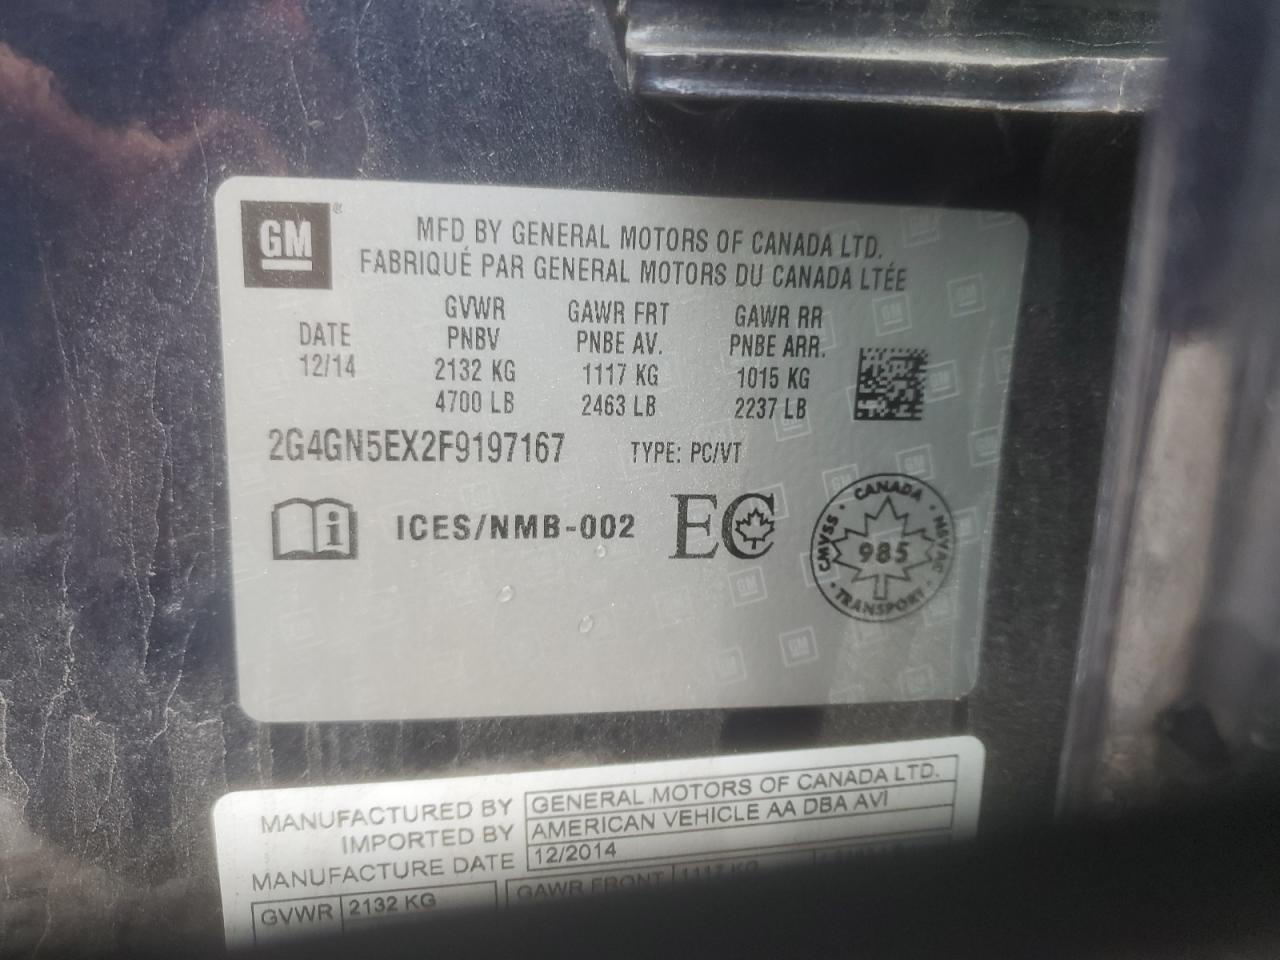 GM®
MFD BY GENERAL MOTORS OF CANADA LTD.
FABRIQUÉ PAR GENERAL MOTORS DU CANADA LTÉE
DATE
12/14
GVWR
PNBV
2132 KG
4700 LB
GAWR FRT
PNBE AV.
1117 KG
2463 LB
GAWR RR
PNBE ARR.
1015 KG
2237 LB
2G4GN5EX2F9197167 TYPE: PC/VT
i ICES/NMB-002 EC
CANADA
CMVSS · NSVAC
985
· TRANSPORT ·
MANUFACTURED BY GENERAL MOTORS OF CANADA LTD.
IMPORTED BY AMERICAN VEHICLE AA DBA AVI
MANUFACTURE DATE 12/2014
GVWR 2132 KG GAWR FRONT 1117 KG